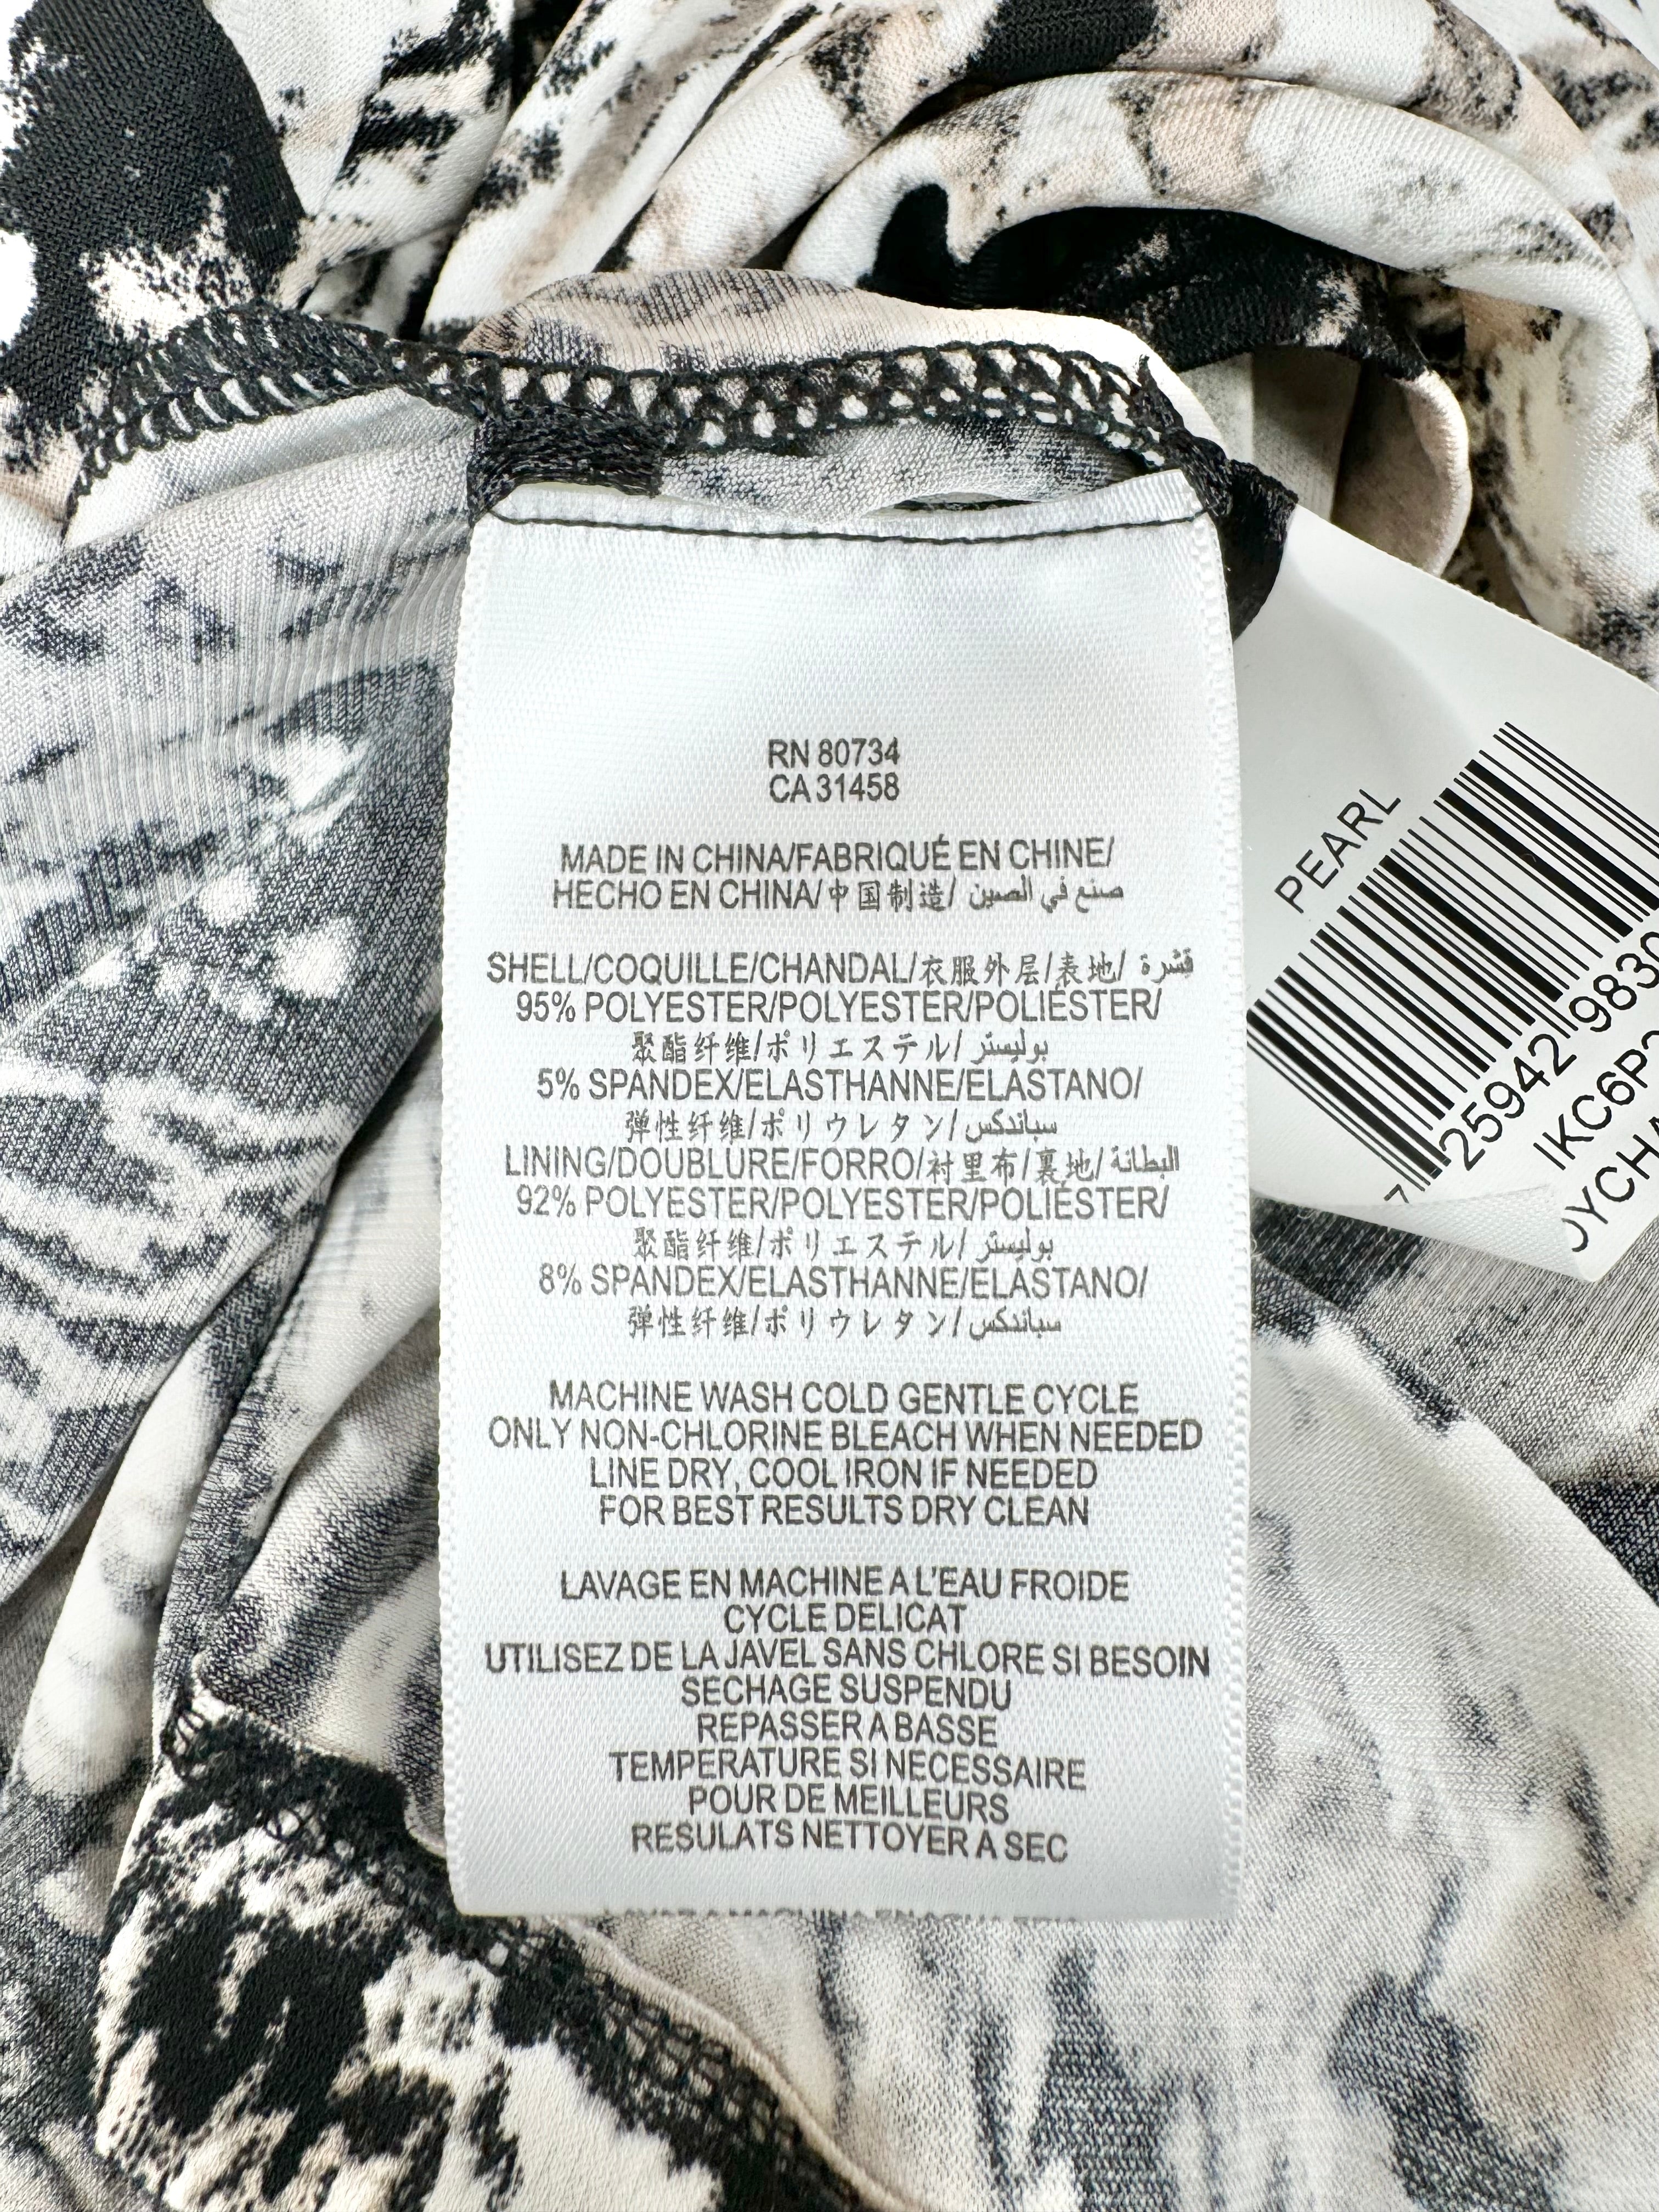 RN 80734
CA 31458
MADE IN CHINA/FABRIQUÉ EN CHINE/
HECHO EN CHINA/中国制造/ صنع في الصين
SHELL/COQUILLE/CHANDAL/衣服外层/表地/ قشرة
95% POLYESTER/POLYESTER/POLIÉSTER/
聚酯纤维/ポリエステル/ بوليستر
5% SPANDEX/ELASTHANNE/ELASTANO/
弹性纤维/ポリウレタン/ سباندكس
LINING/DOUBLURE/FORRO/衬里布/裏地/ البطانة
92% POLYESTER/POLYESTER/POLIÉSTER/
聚酯纤维/ポリエステル/ بوليستر
8% SPANDEX/ELASTHANNE/ELASTANO/
弹性纤维/ポリウレタン/ سباندكس
MACHINE WASH COLD GENTLE CYCLE
ONLY NON-CHLORINE BLEACH WHEN NEEDED
LINE DRY, COOL IRON IF NEEDED
FOR BEST RESULTS DRY CLEAN
LAVAGE EN MACHINE A L'EAU FROIDE
CYCLE DELICAT
UTILISEZ DE LA JAVEL SANS CHLORE SI BESOIN
SECHAGE SUSPENDU
REPASSER A BASSE
TEMPERATURE SI NECESSAIRE
POUR DE MEILLEURS
RESULATS NETTOYER A SEC
PEARL
7 25942 9830
IKC6P